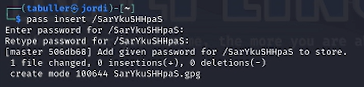 (tabuller㉿jordi)-[~]
$ pass insert /SarYkuSHHpaS
Enter password for /SarYkuSHHpaS:
Retype password for /SarYkuSHHpaS:
[master 506db68] Add given password for /SarYkuSHHpaS to store.
1 file changed, 0 insertions(+), 0 deletions(-)
create mode 100644 SarYkuSHHpaS.gpg